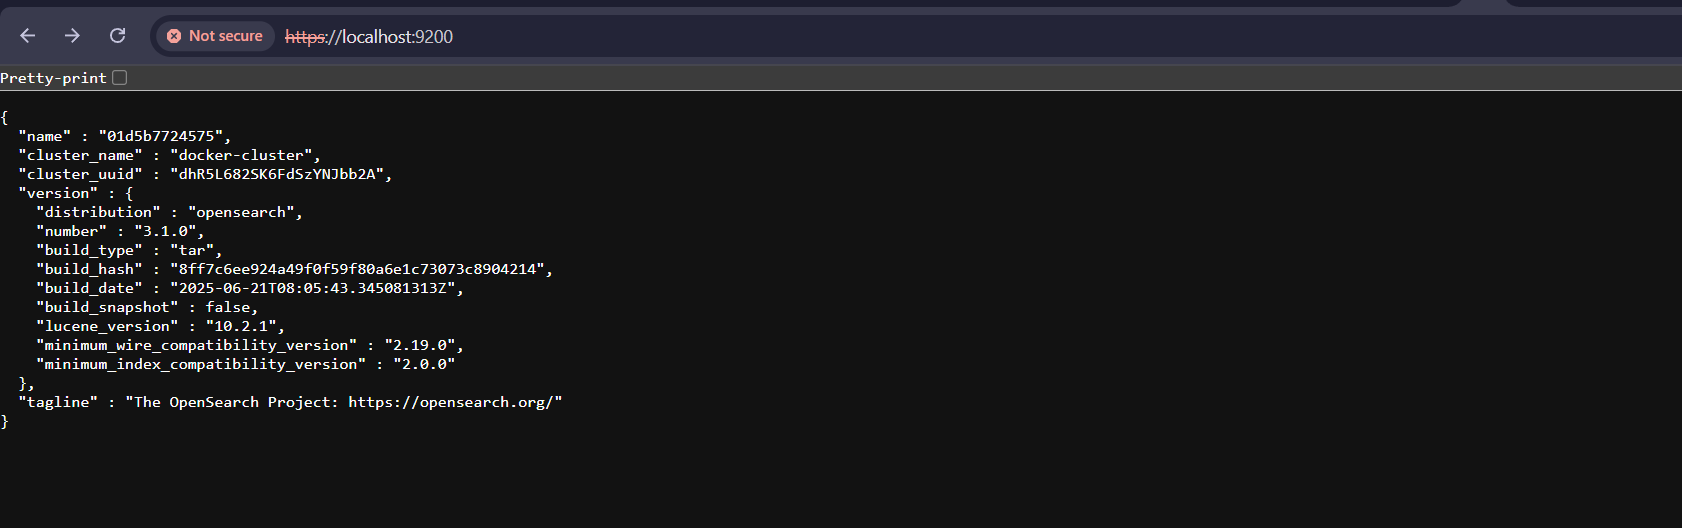 Not secure https://localhost:9200
Pretty-print
{
  "name" : "01d5b7724575",
  "cluster_name" : "docker-cluster",
  "cluster_uuid" : "dhR5L682SK6FdSzYNJbb2A",
  "version" : {
    "distribution" : "opensearch",
    "number" : "3.1.0",
    "build_type" : "tar",
    "build_hash" : "8ff7c6ee924a49f0f59f80a6e1c73073c8904214",
    "build_date" : "2025-06-21T08:05:43.345081313Z",
    "build_snapshot" : false,
    "lucene_version" : "10.2.1",
    "minimum_wire_compatibility_version" : "2.19.0",
    "minimum_index_compatibility_version" : "2.0.0"
  },
  "tagline" : "The OpenSearch Project: https://opensearch.org/"
}